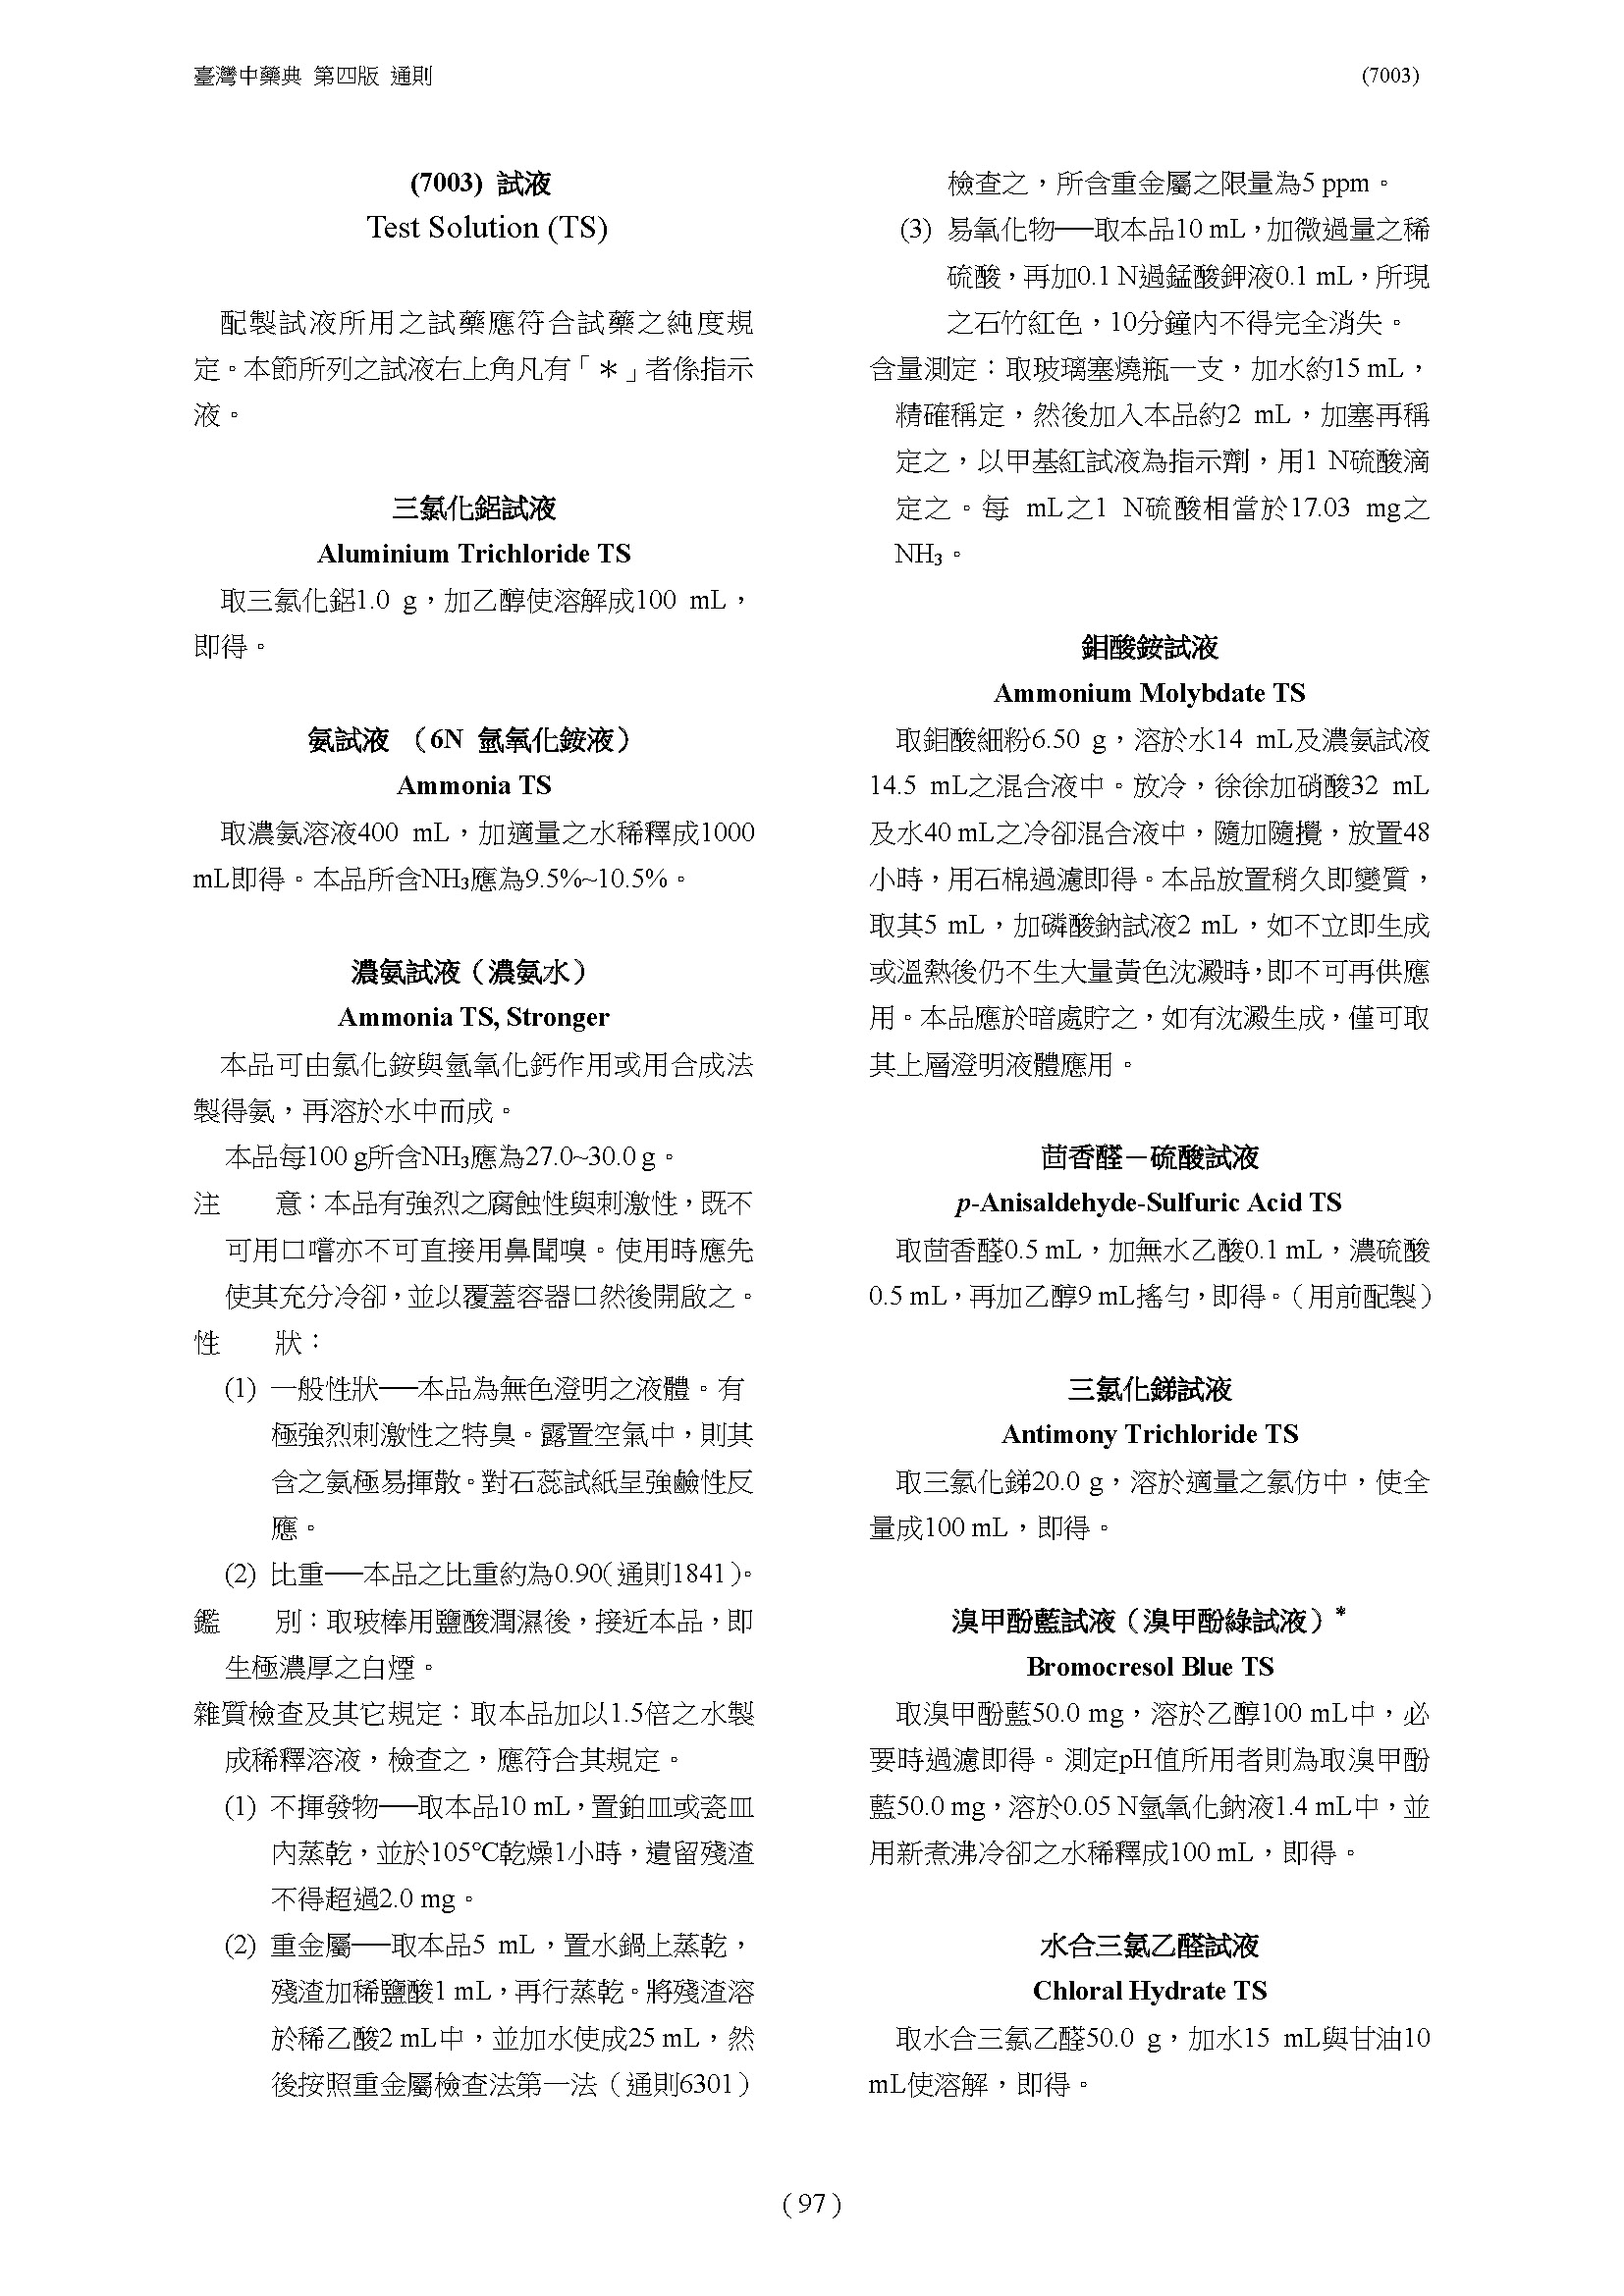 臺灣中藥典 第四版 通則
(7003)
(7003) 試液
Test Solution (TS)
配製試液所用之試藥應符合試藥之純度規
定。本節所列之試液右上角凡有「＊」者係指示
液。
三氯化鋁試液
Aluminium Trichloride TS
取三氯化鋁1.0 g，加乙醇使溶解成100 mL，
即得。
氨試液 （6N 氫氧化銨液）
Ammonia TS
取濃氨溶液400 mL，加適量之水稀釋成1000
mL即得。本品所含NH₃應為9.5%~10.5%。
濃氨試液（濃氨水）
Ammonia TS, Stronger
本品可由氯化銨與氫氧化鈣作用或用合成法
製得氨，再溶於水中而成。
本品每100 g所含NH₃應為27.0~30.0 g。
注　　意：本品有強烈之腐蝕性與刺激性，既不
可用口嚐亦不可直接用鼻聞嗅。使用時應先
使其充分冷卻，並以覆蓋容器口然後開啟之。
性　　狀：
(1) 一般性狀──本品為無色澄明之液體。有
極強烈刺激性之特臭。露置空氣中，則其
含之氨極易揮散。對石蕊試紙呈強鹼性反
應。
(2) 比重──本品之比重約為0.90（通則1841）。
鑑　　別：取玻棒用鹽酸潤濕後，接近本品，即
生極濃厚之白煙。
雜質檢查及其它規定：取本品加以1.5倍之水製
成稀釋溶液，檢查之，應符合其規定。
(1) 不揮發物──取本品10 mL，置鉑皿或瓷皿
內蒸乾，並於105℃乾燥1小時，遺留殘渣
不得超過2.0 mg。
(2) 重金屬──取本品5 mL，置水鍋上蒸乾，
殘渣加稀鹽酸1 mL，再行蒸乾。將殘渣溶
於稀乙酸2 mL中，並加水使成25 mL，然
後按照重金屬檢查法第一法（通則6301）
檢查之，所含重金屬之限量為5 ppm。
(3) 易氧化物──取本品10 mL，加微過量之稀
硫酸，再加0.1 N過錳酸鉀液0.1 mL，所現
之石竹紅色，10分鐘內不得完全消失。
含量測定：取玻璃塞燒瓶一支，加水約15 mL，
精確稱定，然後加入本品約2 mL，加塞再稱
定之，以甲基紅試液為指示劑，用1 N硫酸滴
定之。每 mL之1 N硫酸相當於17.03 mg之
NH₃。
鉬酸銨試液
Ammonium Molybdate TS
取鉬酸細粉6.50 g，溶於水14 mL及濃氨試液
14.5 mL之混合液中。放冷，徐徐加硝酸32 mL
及水40 mL之冷卻混合液中，隨加隨攪，放置48
小時，用石棉過濾即得。本品放置稍久即變質，
取其5 mL，加磷酸鈉試液2 mL，如不立即生成
或溫熱後仍不生大量黃色沈澱時，即不可再供應
用。本品應於暗處貯之，如有沈澱生成，僅可取
其上層澄明液體應用。
茴香醛－硫酸試液
p-Anisaldehyde-Sulfuric Acid TS
取茴香醛0.5 mL，加無水乙酸0.1 mL，濃硫酸
0.5 mL，再加乙醇9 mL搖勻，即得。（用前配製）
三氯化銻試液
Antimony Trichloride TS
取三氯化銻20.0 g，溶於適量之氯仿中，使全
量成100 mL，即得。
溴甲酚藍試液（溴甲酚綠試液）*
Bromocresol Blue TS
取溴甲酚藍50.0 mg，溶於乙醇100 mL中，必
要時過濾即得。測定pH值所用者則為取溴甲酚
藍50.0 mg，溶於0.05 N氫氧化鈉液1.4 mL中，並
用新煮沸冷卻之水稀釋成100 mL，即得。
水合三氯乙醛試液
Chloral Hydrate TS
取水合三氯乙醛50.0 g，加水15 mL與甘油10
mL使溶解，即得。
（97）